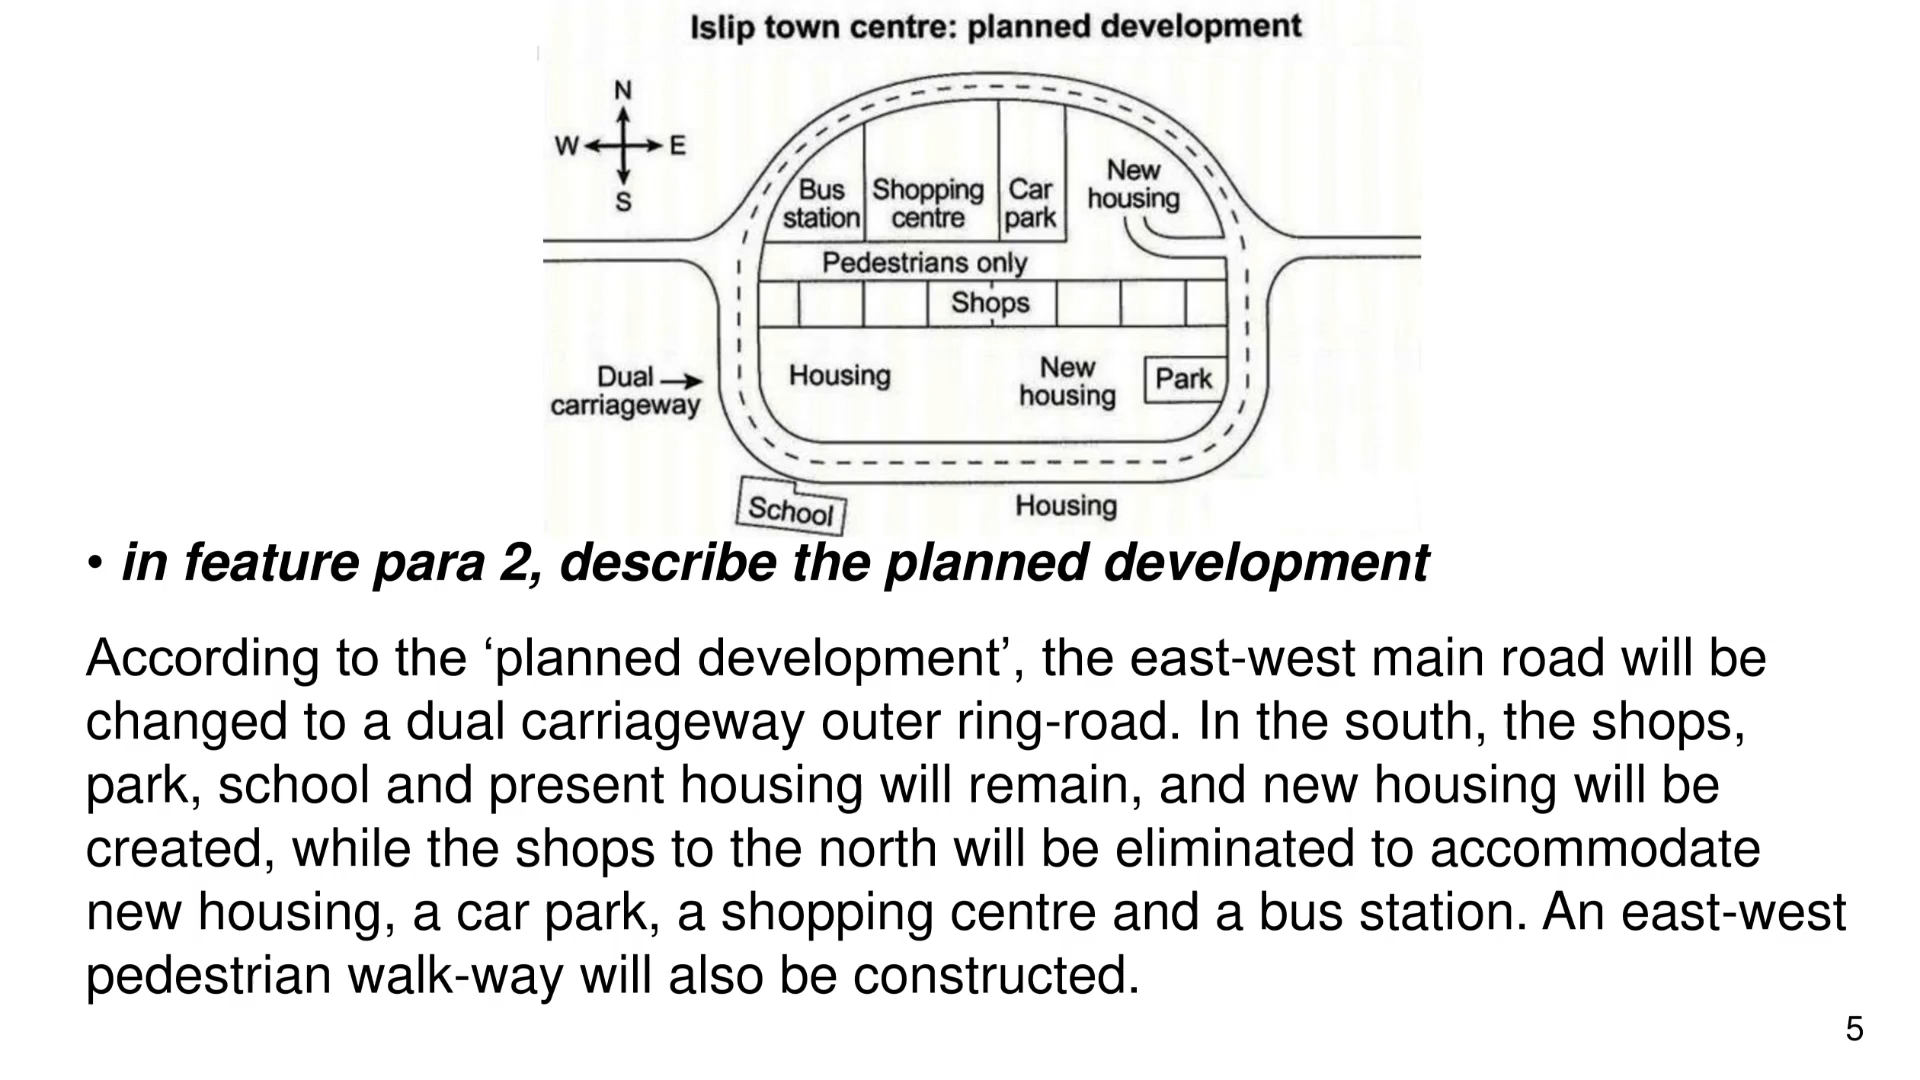 Islip town centre: planned development
N
W E
S
Bus station
Shopping centre
Car park
New housing
Pedestrians only
Shops
Dual carriageway
Housing
New housing
Park
School
Housing
• in feature para 2, describe the planned development
According to the ‘planned development’, the east-west main road will be
changed to a dual carriageway outer ring-road. In the south, the shops,
park, school and present housing will remain, and new housing will be
created, while the shops to the north will be eliminated to accommodate
new housing, a car park, a shopping centre and a bus station. An east-west
pedestrian walk-way will also be constructed.
5